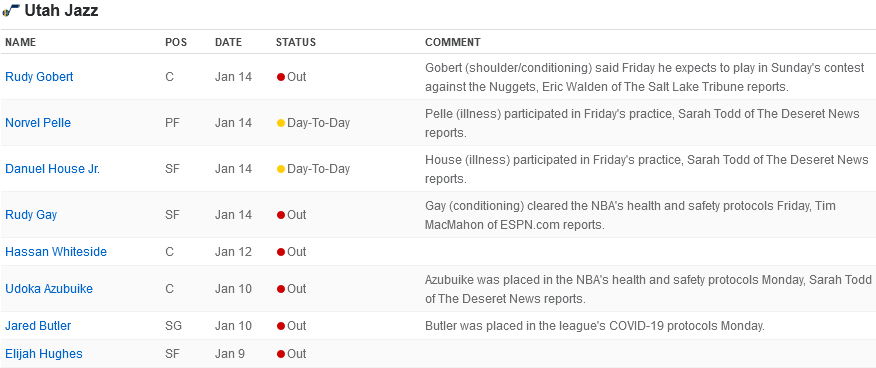 Utah Jazz
NAME POS DATE STATUS COMMENT
Rudy Gobert C Jan 14 Out Gobert (shoulder/conditioning) said Friday he expects to play in Sunday's contest
against the Nuggets, Eric Walden of The Salt Lake Tribune reports.
Norvel Pelle PF Jan 14 Day-To-Day Pelle (illness) participated in Friday's practice, Sarah Todd of The Deseret News
reports.
Danuel House Jr. SF Jan 14 Day-To-Day House (illness) participated in Friday's practice, Sarah Todd of The Deseret News
reports.
Rudy Gay SF Jan 14 Out Gay (conditioning) cleared the NBA's health and safety protocols Friday, Tim
MacMahon of ESPN.com reports.
Hassan Whiteside C Jan 12 Out
Udoka Azubuike C Jan 10 Out Azubuike was placed in the NBA's health and safety protocols Monday, Sarah Todd
of The Deseret News reports.
Jared Butler SG Jan 10 Out Butler was placed in the league's COVID-19 protocols Monday.
Elijah Hughes SF Jan 9 Out